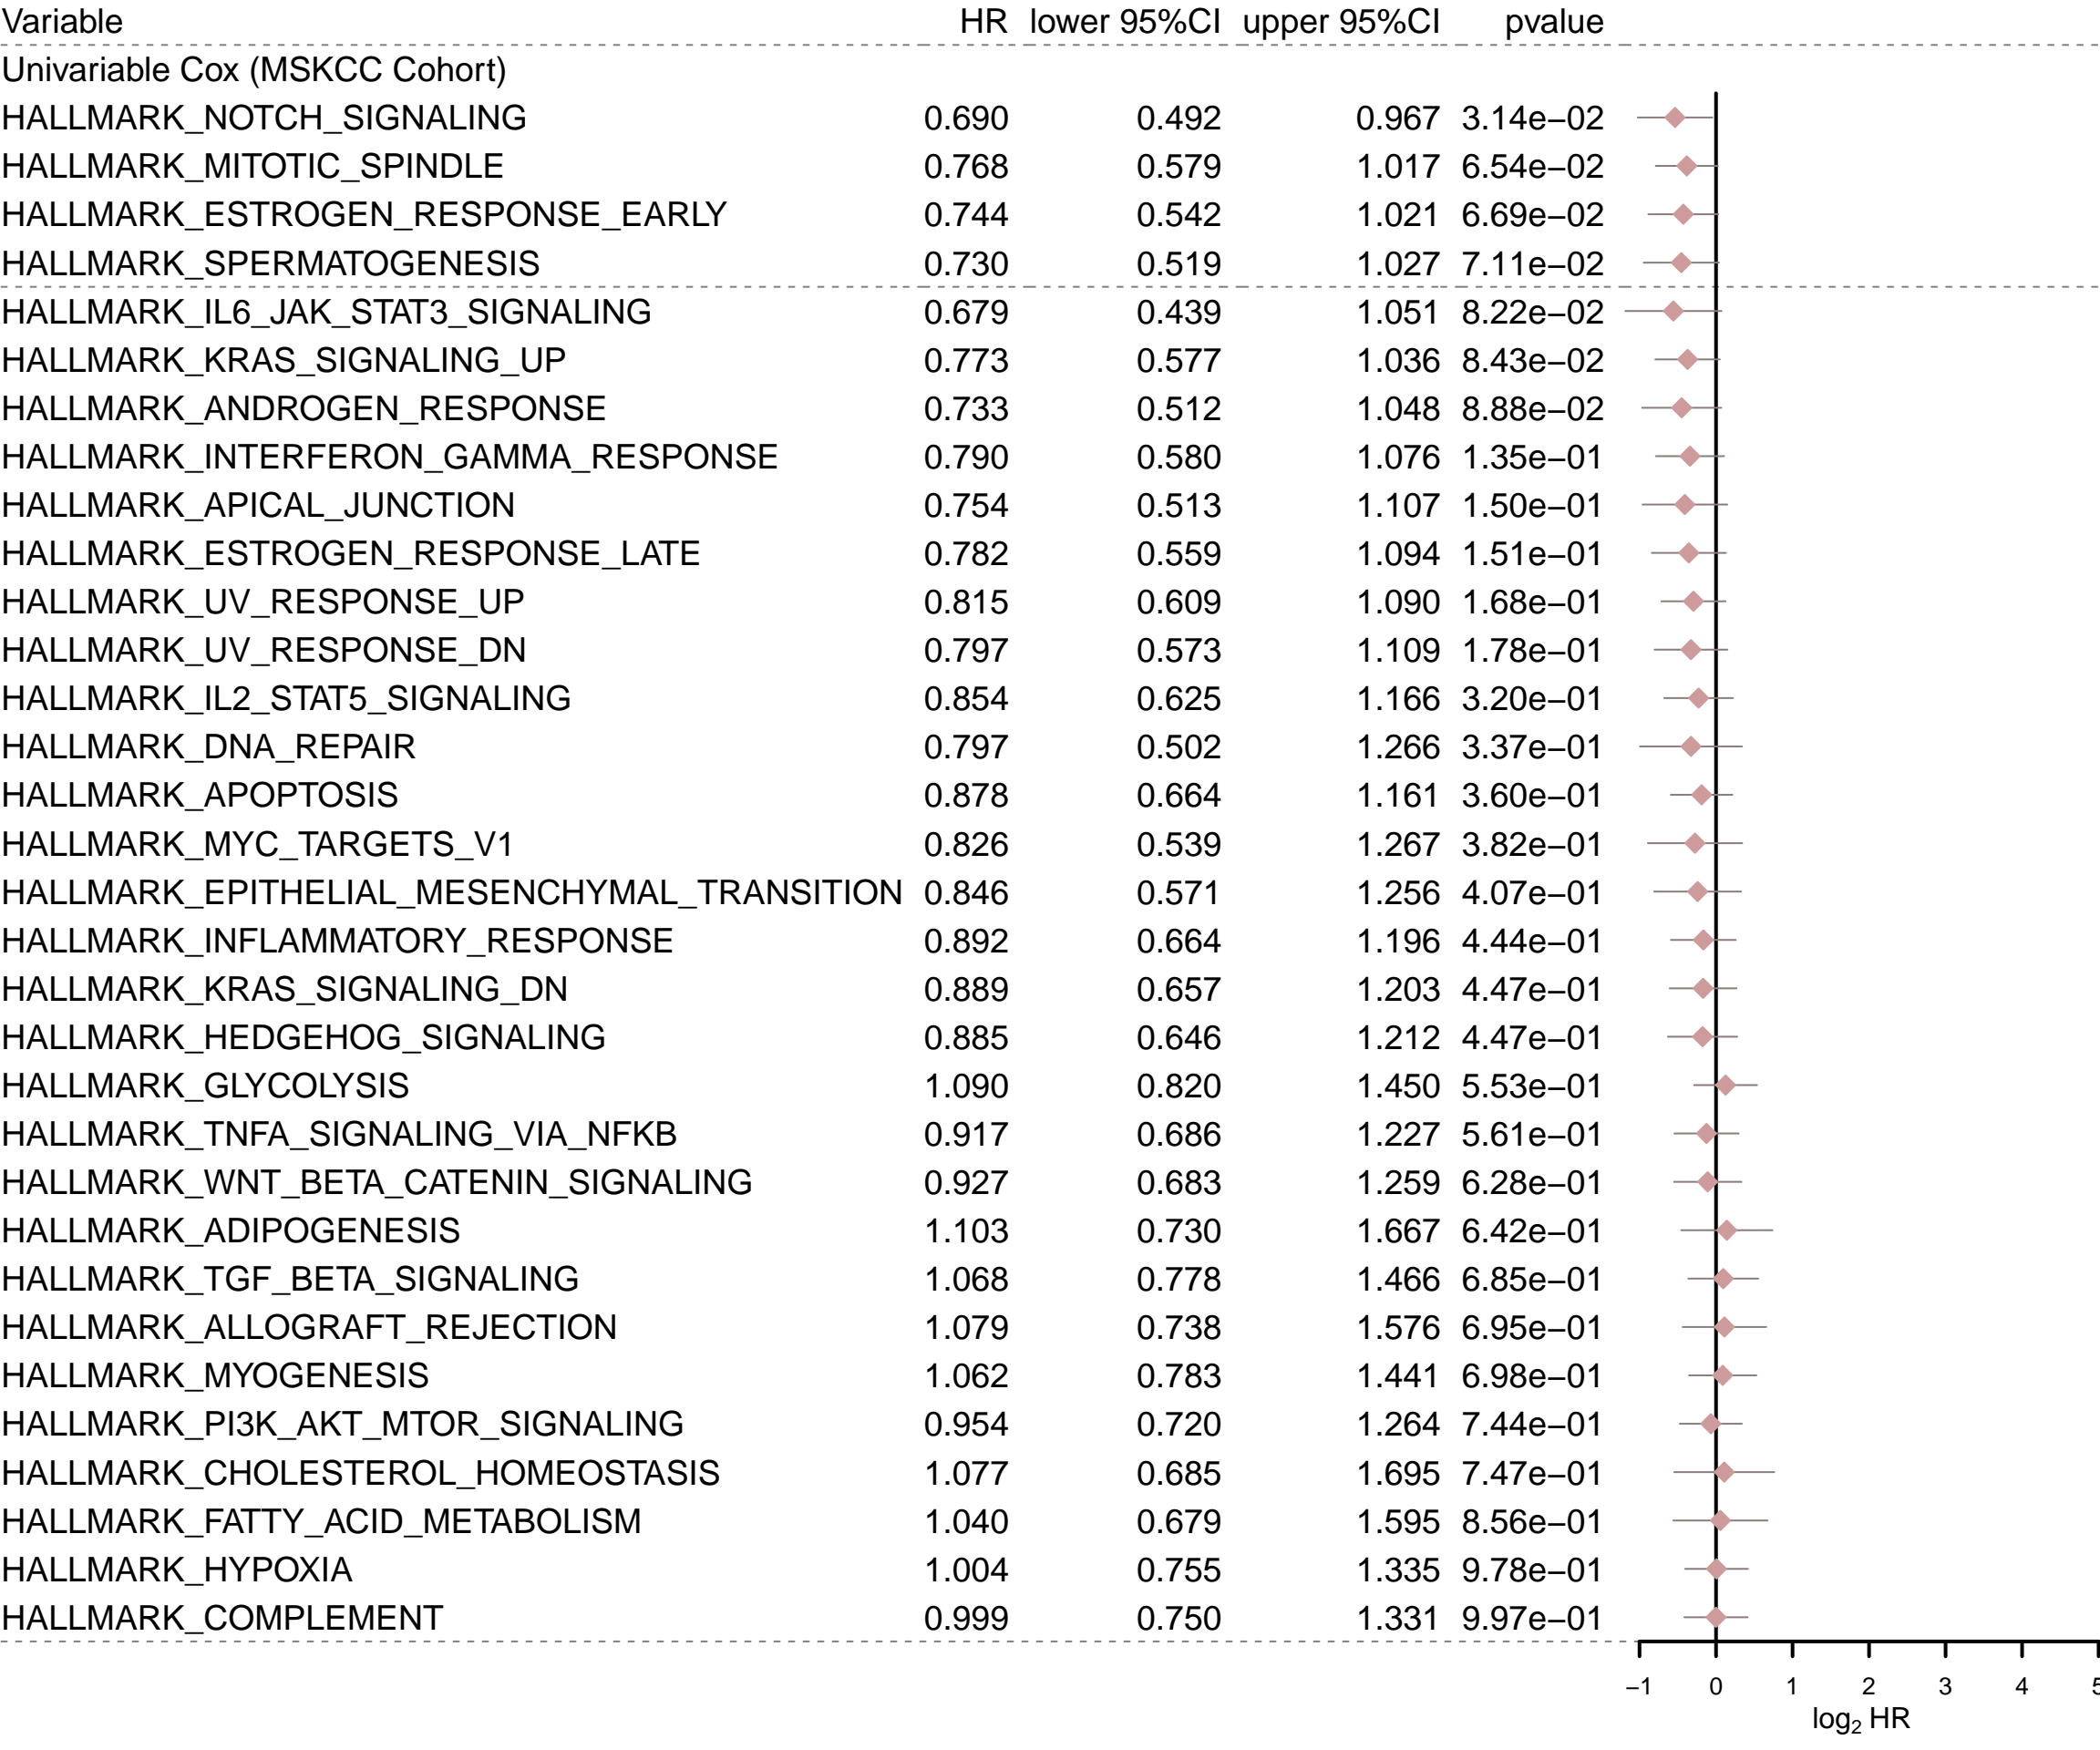 Variable HR lower 95%CI upper 95%CI pvalue
Univariable Cox (MSKCC Cohort)
HALLMARK_NOTCH_SIGNALING 0.690 0.492 0.967 3.14e−02
HALLMARK_MITOTIC_SPINDLE 0.768 0.579 1.017 6.54e−02
HALLMARK_ESTROGEN_RESPONSE_EARLY 0.744 0.542 1.021 6.69e−02
HALLMARK_SPERMATOGENESIS 0.730 0.519 1.027 7.11e−02
HALLMARK_IL6_JAK_STAT3_SIGNALING 0.679 0.439 1.051 8.22e−02
HALLMARK_KRAS_SIGNALING_UP 0.773 0.577 1.036 8.43e−02
HALLMARK_ANDROGEN_RESPONSE 0.733 0.512 1.048 8.88e−02
HALLMARK_INTERFERON_GAMMA_RESPONSE 0.790 0.580 1.076 1.35e−01
HALLMARK_APICAL_JUNCTION 0.754 0.513 1.107 1.50e−01
HALLMARK_ESTROGEN_RESPONSE_LATE 0.782 0.559 1.094 1.51e−01
HALLMARK_UV_RESPONSE_UP 0.815 0.609 1.090 1.68e−01
HALLMARK_UV_RESPONSE_DN 0.797 0.573 1.109 1.78e−01
HALLMARK_IL2_STAT5_SIGNALING 0.854 0.625 1.166 3.20e−01
HALLMARK_DNA_REPAIR 0.797 0.502 1.266 3.37e−01
HALLMARK_APOPTOSIS 0.878 0.664 1.161 3.60e−01
HALLMARK_MYC_TARGETS_V1 0.826 0.539 1.267 3.82e−01
HALLMARK_EPITHELIAL_MESENCHYMAL_TRANSITION 0.846 0.571 1.256 4.07e−01
HALLMARK_INFLAMMATORY_RESPONSE 0.892 0.664 1.196 4.44e−01
HALLMARK_KRAS_SIGNALING_DN 0.889 0.657 1.203 4.47e−01
HALLMARK_HEDGEHOG_SIGNALING 0.885 0.646 1.212 4.47e−01
HALLMARK_GLYCOLYSIS 1.090 0.820 1.450 5.53e−01
HALLMARK_TNFA_SIGNALING_VIA_NFKB 0.917 0.686 1.227 5.61e−01
HALLMARK_WNT_BETA_CATENIN_SIGNALING 0.927 0.683 1.259 6.28e−01
HALLMARK_ADIPOGENESIS 1.103 0.730 1.667 6.42e−01
HALLMARK_TGF_BETA_SIGNALING 1.068 0.778 1.466 6.85e−01
HALLMARK_ALLOGRAFT_REJECTION 1.079 0.738 1.576 6.95e−01
HALLMARK_MYOGENESIS 1.062 0.783 1.441 6.98e−01
HALLMARK_PI3K_AKT_MTOR_SIGNALING 0.954 0.720 1.264 7.44e−01
HALLMARK_CHOLESTEROL_HOMEOSTASIS 1.077 0.685 1.695 7.47e−01
HALLMARK_FATTY_ACID_METABOLISM 1.040 0.679 1.595 8.56e−01
HALLMARK_HYPOXIA 1.004 0.755 1.335 9.78e−01
HALLMARK_COMPLEMENT 0.999 0.750 1.331 9.97e−01
−1 0 1 2 3 4 5
log₂ HR